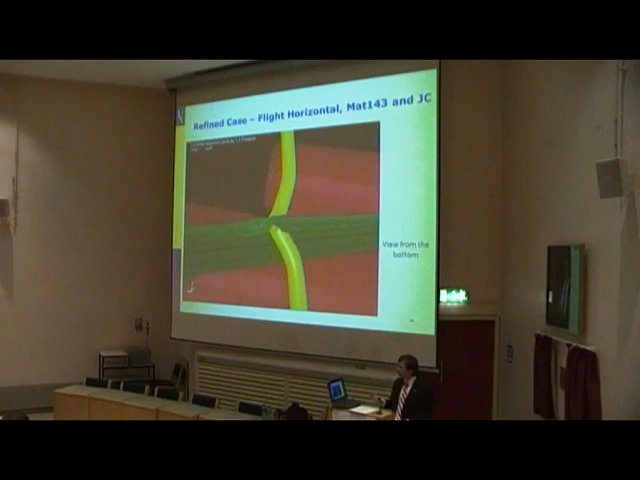 Refined Case – Flight Horizontal, Mat143 and JC
View from the
bottom